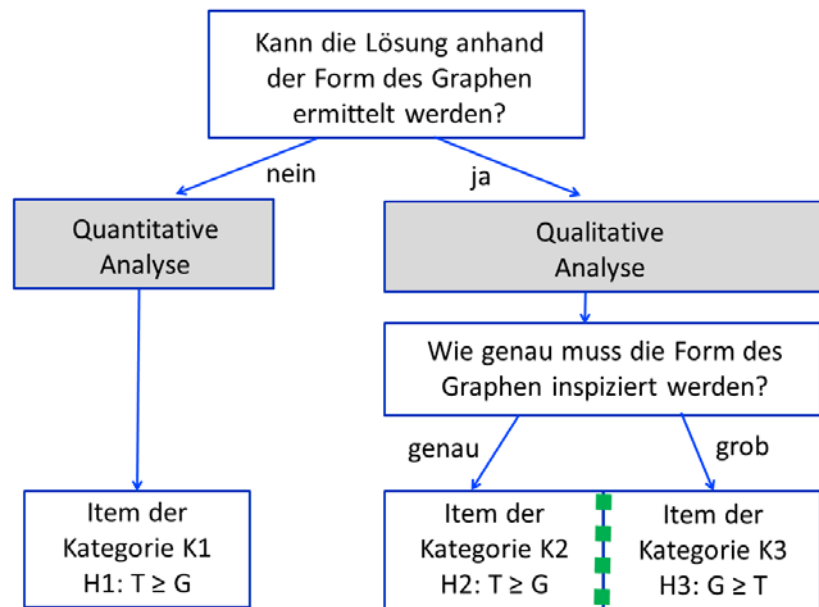 Kann die Lösung anhand
der Form des Graphen
ermittelt werden?
nein
ja
Quantitative
Analyse
Qualitative
Analyse
Wie genau muss die Form des
Graphen inspiziert werden?
genau
grob
Item der
Kategorie K1
H1: T ≥ G
Item der
Kategorie K2
H2: T ≥ G
Item der
Kategorie K3
H3: G ≥ T